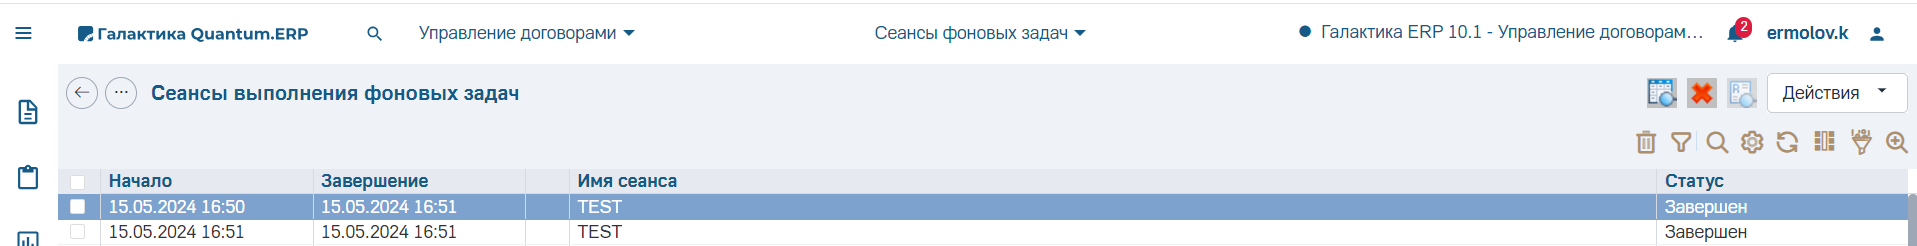 Галактика Quantum.ERP Управление договорами Сеансы фоновых задач Галактика ERP 10.1 - Управление договорам... 2 ermolov.k
Сеансы выполнения фоновых задач Действия
Начало Завершение Имя сеанса Статус
15.05.2024 16:50 15.05.2024 16:51 TEST Завершен
15.05.2024 16:51 15.05.2024 16:51 TEST Завершен